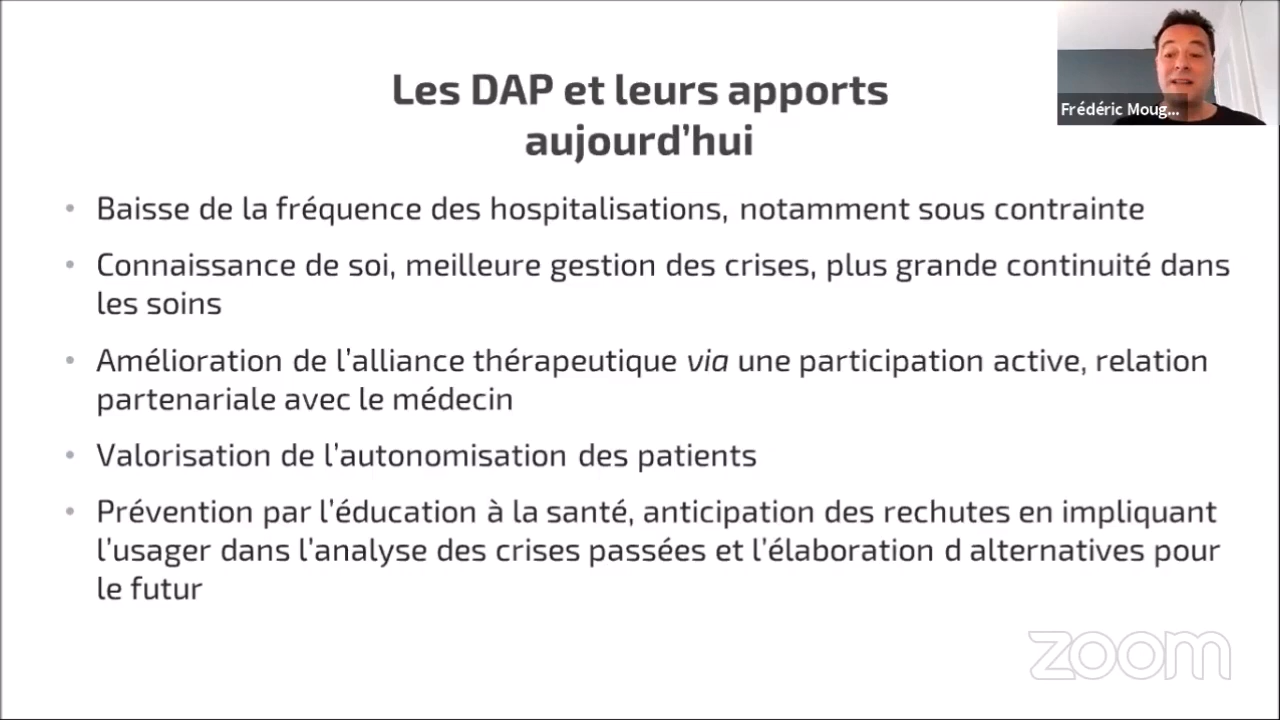 Les DAP et leurs apports
aujourd’hui
Frédéric Moug...
• Baisse de la fréquence des hospitalisations, notamment sous contrainte
• Connaissance de soi, meilleure gestion des crises, plus grande continuité dans
les soins
• Amélioration de l’alliance thérapeutique via une participation active, relation
partenariale avec le médecin
• Valorisation de l’autonomisation des patients
• Prévention par l’éducation à la santé, anticipation des rechutes en impliquant
l’usager dans l’analyse des crises passées et l’élaboration d alternatives pour
le futur
zoom